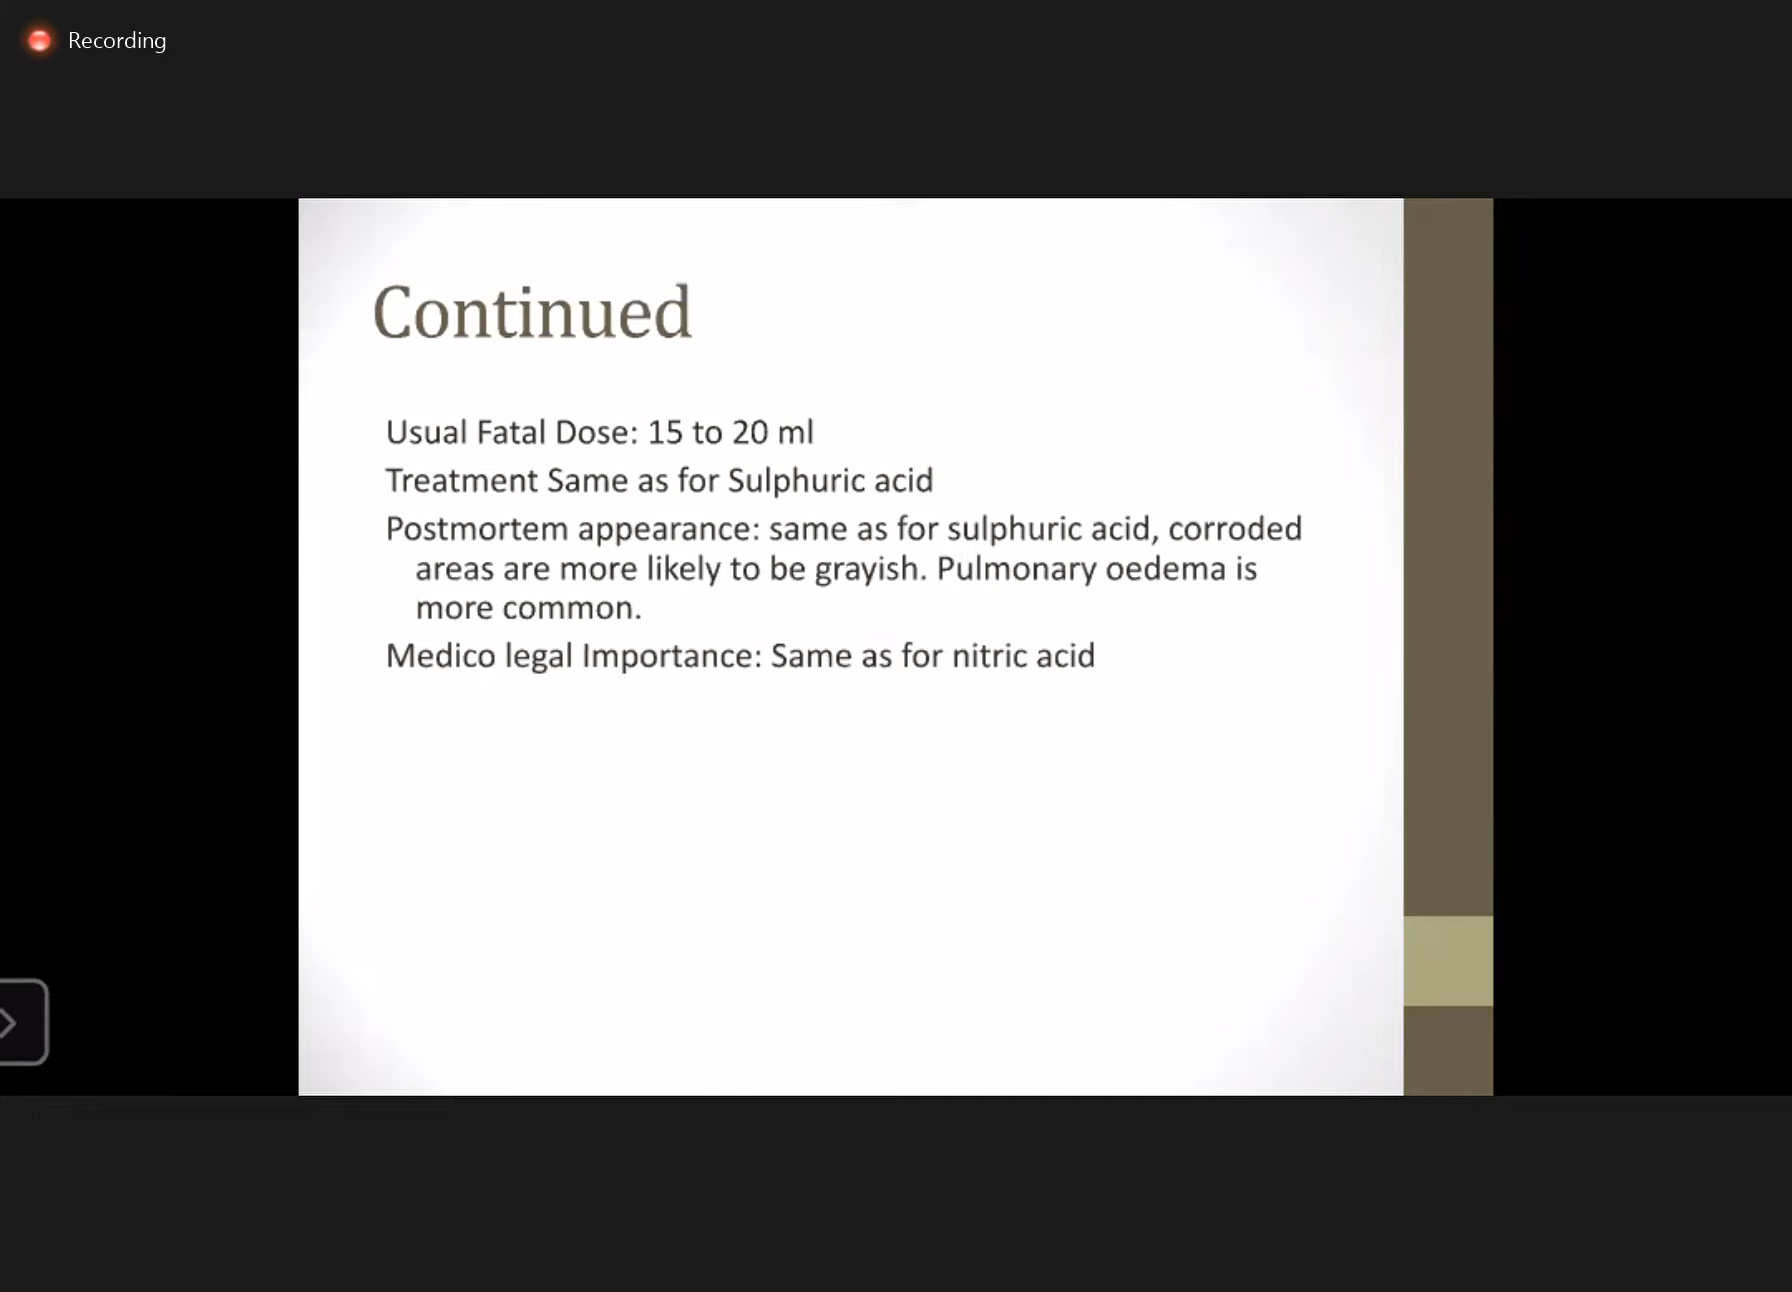 Recording
Continued
Usual Fatal Dose: 15 to 20 ml
Treatment Same as for Sulphuric acid
Postmortem appearance: same as for sulphuric acid, corroded
areas are more likely to be grayish. Pulmonary oedema is
more common.
Medico legal Importance: Same as for nitric acid